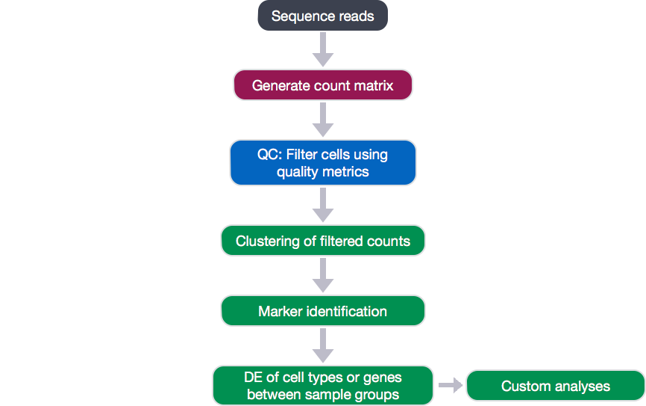 Sequence reads
Generate count matrix
QC: Filter cells using
quality metrics
Clustering of filtered counts
Marker identification
DE of cell types or genes
between sample groups
Custom analyses